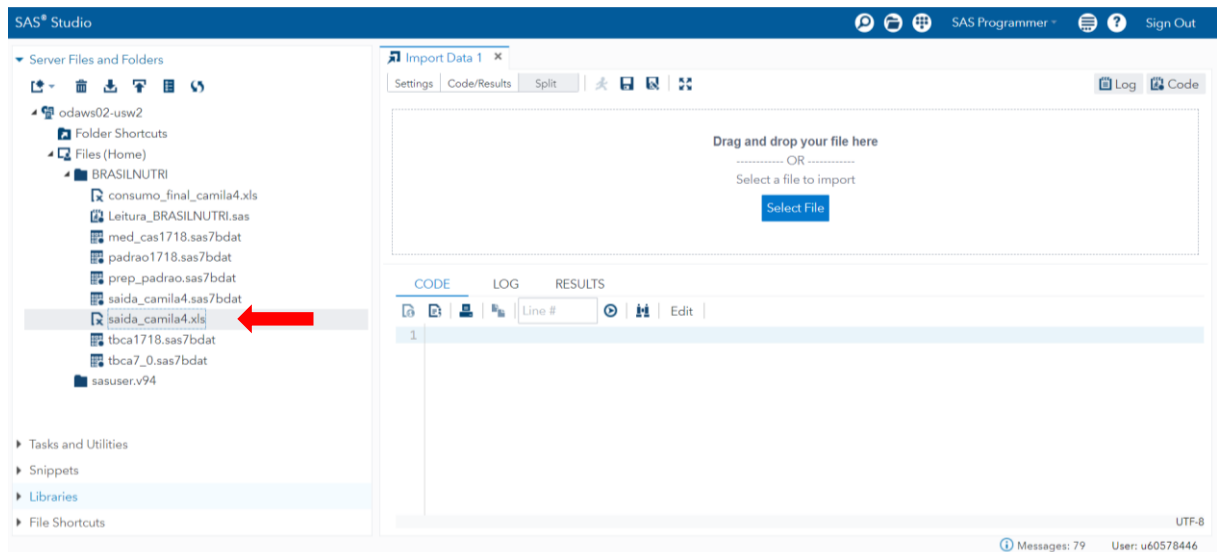 SAS® Studio
SAS Programmer
Sign Out
Server Files and Folders
odaws02-usw2
Folder Shortcuts
Files (Home)
BRASILNUTRI
consumo_final_camila4.xls
Leitura_BRASILNUTRI.sas
med_cas1718.sas7bdat
padrao1718.sas7bdat
prep_padrao.sas7bdat
saida_camila4.sas7bdat
saida_camila4.xls
tbca1718.sas7bdat
tbca7_0.sas7bdat
sasuser.v94
Tasks and Utilities
Snippets
Libraries
File Shortcuts
Import Data 1
Settings Code/Results Split
Log Code
Drag and drop your file here
------------ OR ------------
Select a file to import
Select File
CODE LOG RESULTS
Line # Edit
1
UTF-8
Messages: 79 User: u60578446